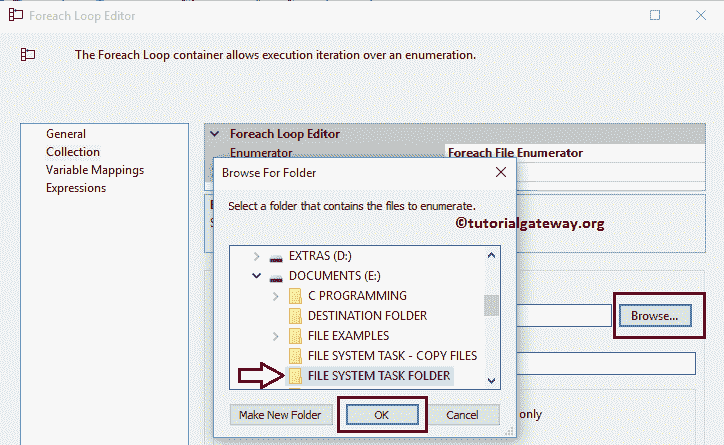 Foreach Loop Editor
The Foreach Loop container allows execution iteration over an enumeration.
General
Collection
Variable Mappings
Expressions
Foreach Loop Editor
Enumerator Foreach File Enumerator
Browse For Folder
Select a folder that contains the files to enumerate.
©tutorialgateway.org
EXTRAS (D:)
DOCUMENTS (E:)
C PROGRAMMING
DESTINATION FOLDER
FILE EXAMPLES
FILE SYSTEM TASK - COPY FILES
FILE SYSTEM TASK FOLDER
Browse...
Make New Folder
OK
Cancel
only